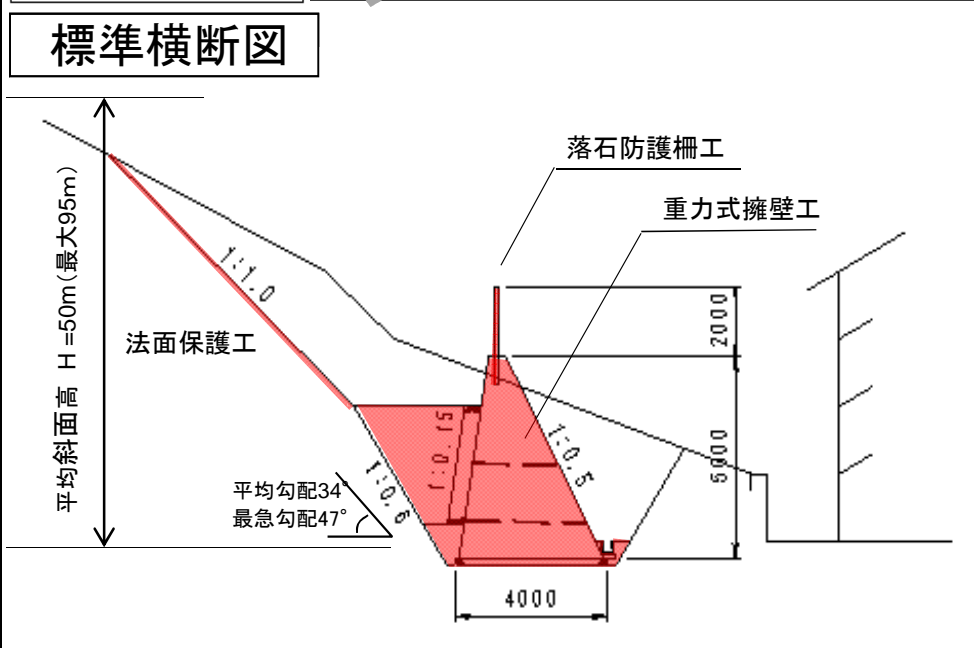 標準横断図
落石防護柵工
重力式擁壁工
平均斜面高 H =50m(最大95m)
1:1.0
法面保護工
2000
1:0.15
1:0.5
1:0.6
平均勾配34°
最急勾配47°
4000